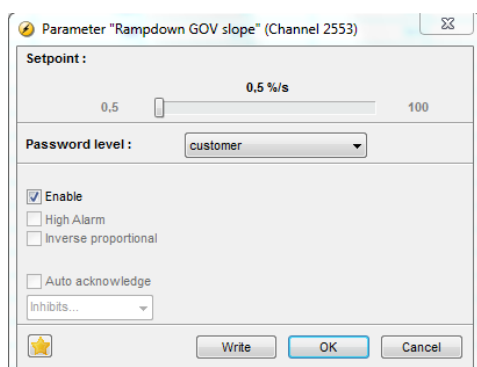 Parameter "Rampdown GOV slope" (Channel 2553)
Setpoint :
0,5 %/s
0,5 100
Password level : customer
Enable
High Alarm
Inverse proportional
Auto acknowledge
Inhibits...
Write OK Cancel